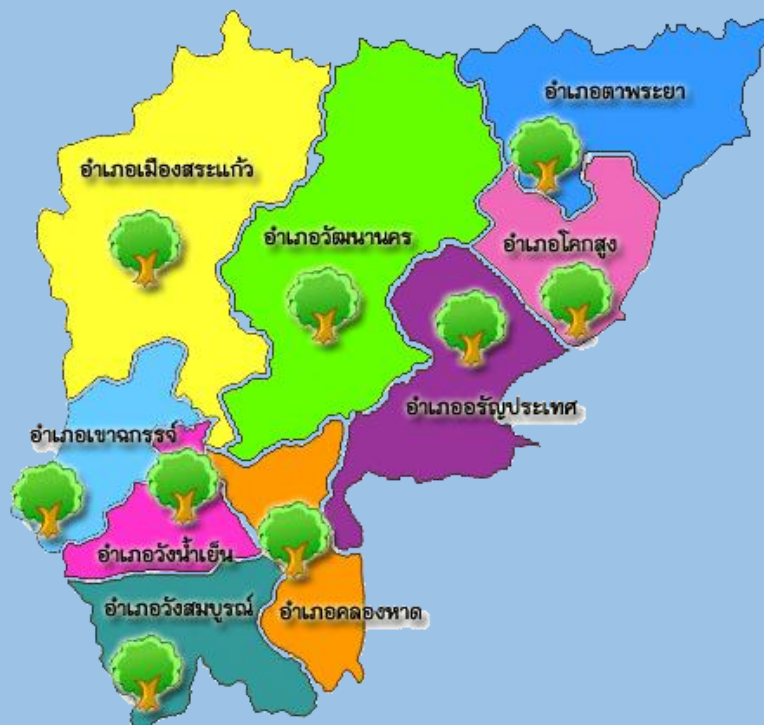 อำเภอตาพระยา
อำเภอเมืองสระแก้ว
อำเภอวัฒนานคร
อำเภอโคกสูง
อำเภออรัญประเทศ
อำเภอเขาฉกรรจ์
อำเภอวังน้ำเย็น
อำเภอวังสมบูรณ์
อำเภอคลองหาด